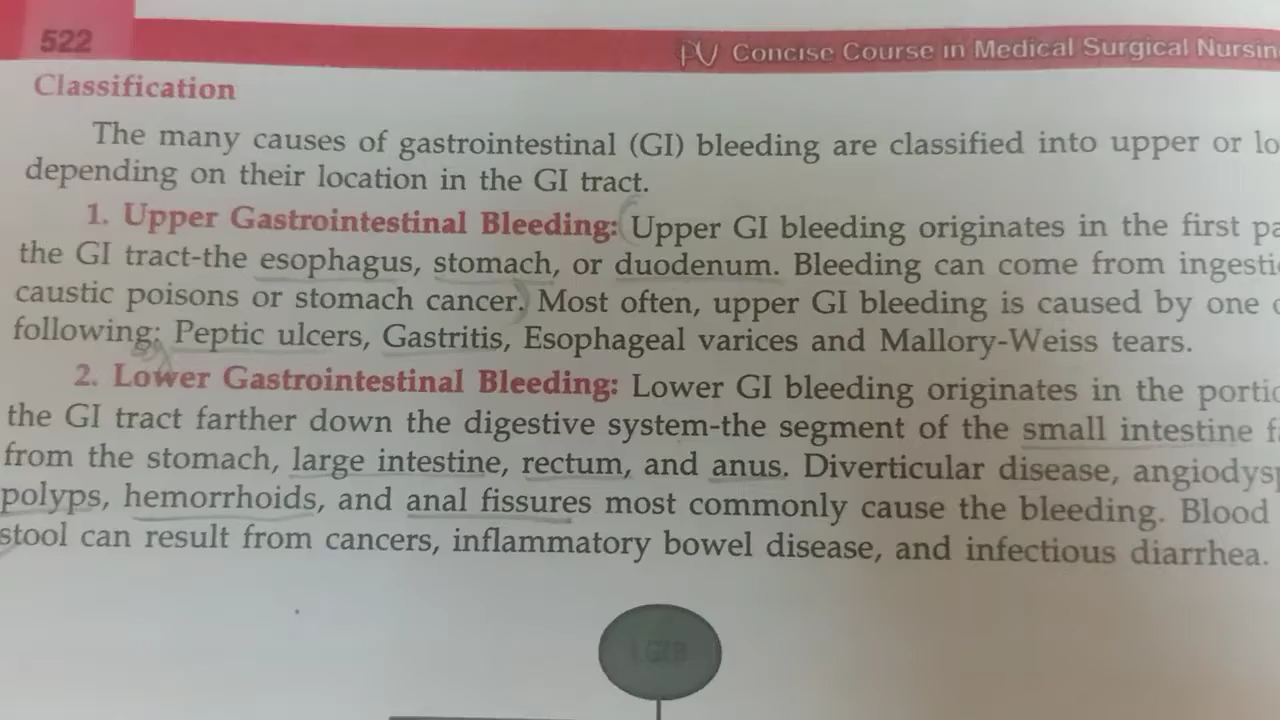 522
PV Concise Course in Medical Surgical Nursin
Classification
The many causes of gastrointestinal (GI) bleeding are classified into upper or lo
depending on their location in the GI tract.
1. Upper Gastrointestinal Bleeding: Upper GI bleeding originates in the first pa
the GI tract-the esophagus, stomach, or duodenum. Bleeding can come from ingesti
caustic poisons or stomach cancer. Most often, upper GI bleeding is caused by one
following: Peptic ulcers, Gastritis, Esophageal varices and Mallory-Weiss tears.
2. Lower Gastrointestinal Bleeding: Lower GI bleeding originates in the portio
the GI tract farther down the digestive system-the segment of the small intestine f
from the stomach, large intestine, rectum, and anus. Diverticular disease, angiodysp
polyps, hemorrhoids, and anal fissures most commonly cause the bleeding. Blood
stool can result from cancers, inflammatory bowel disease, and infectious diarrhea.